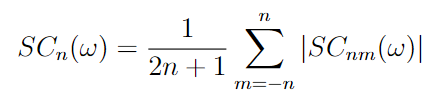 $SC_n(\omega) = \frac{1}{2n+1} \sum_{m=-n}^{n} |SC_{nm}(\omega)|$